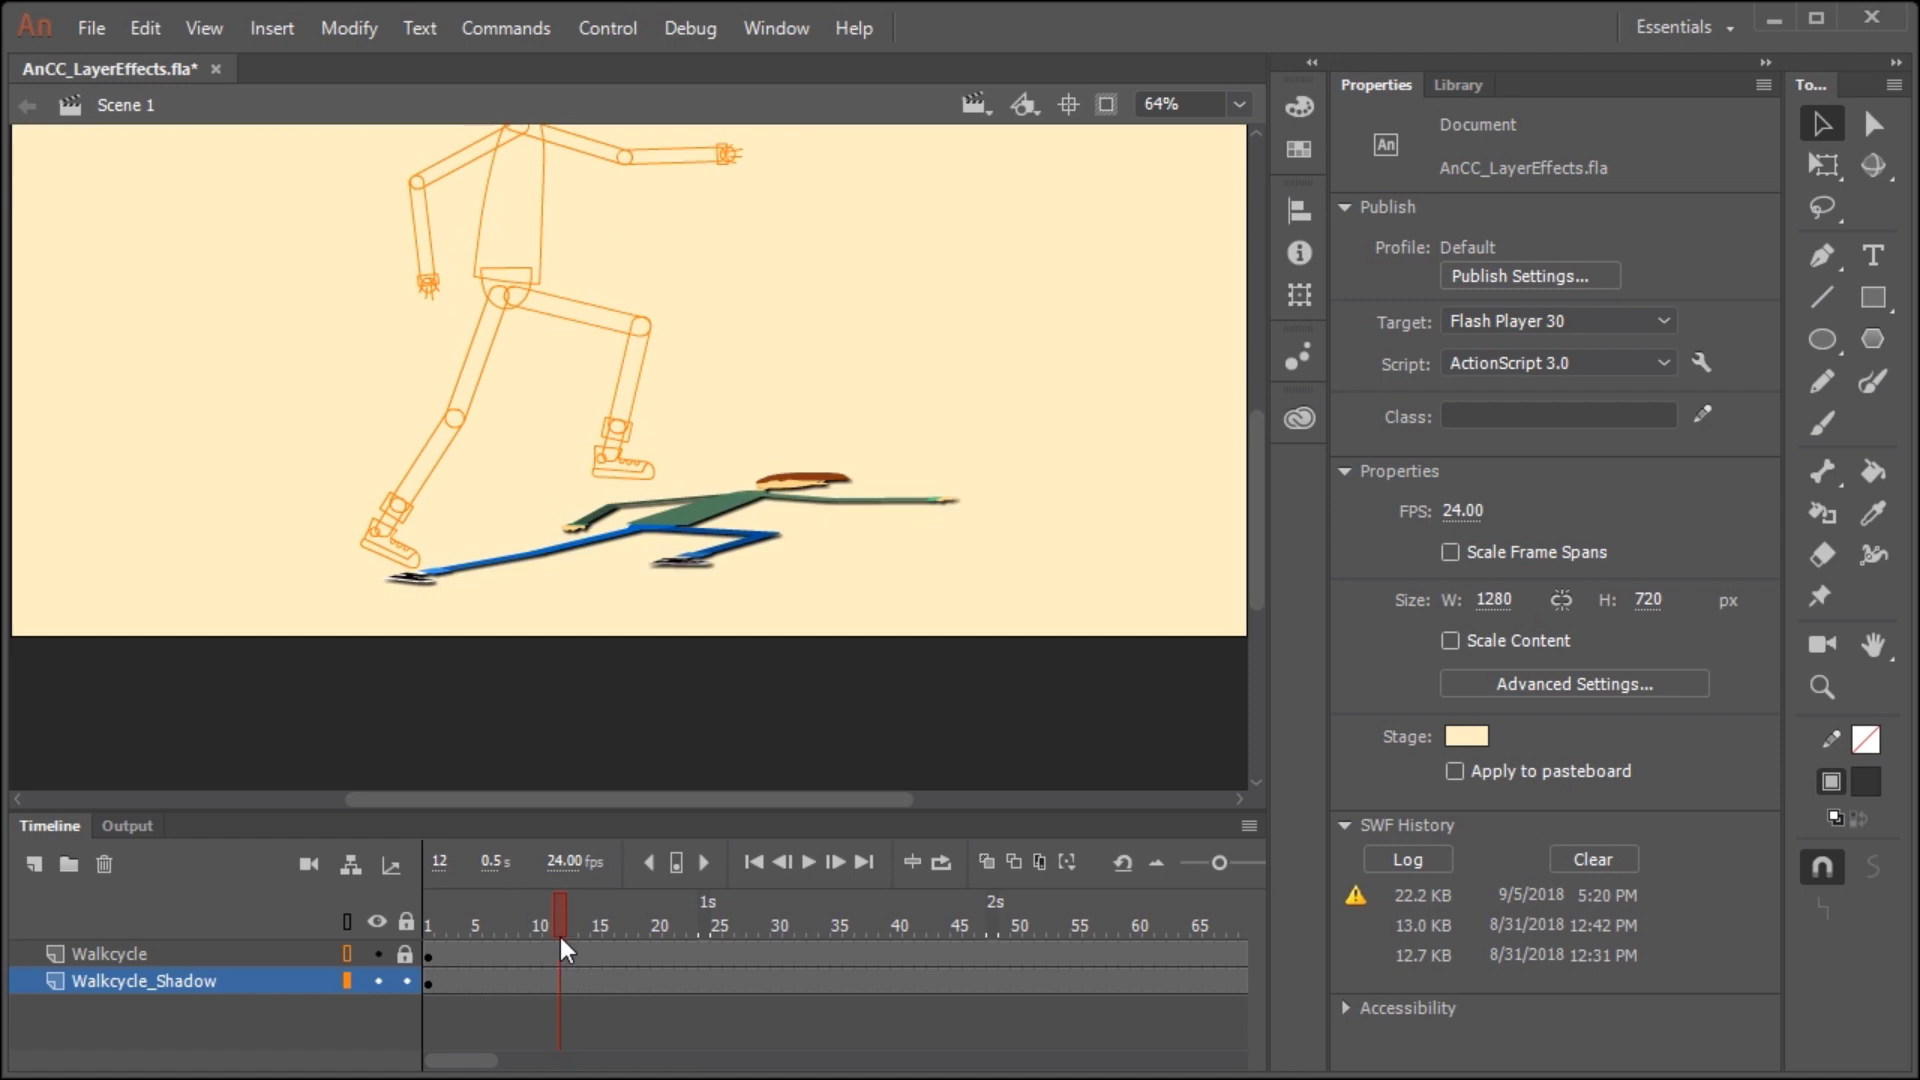 An File Edit View Insert Modify Text Commands Control Debug Window Help Essentials
AnCC_LayerEffects.fla*
Scene 1
64%
Properties Library
To...
Document
An
AnCC_LayerEffects.fla
Publish
Profile: Default
Publish Settings...
Target: Flash Player 30
Script: ActionScript 3.0
Class:
Properties
FPS: 24.00
Scale Frame Spans
Size: W: 1280 H: 720 px
Scale Content
Advanced Settings...
Stage:
Apply to pasteboard
SWF History
Log Clear
22.2 KB 9/5/2018 5:20 PM
13.0 KB 8/31/2018 12:42 PM
12.7 KB 8/31/2018 12:31 PM
Accessibility
Timeline Output
12 0.5 s 24.00 fps
1s 2s
1 5 10 15 20 25 30 35 40 45 50 55 60 65
Walkcycle
Walkcycle_Shadow